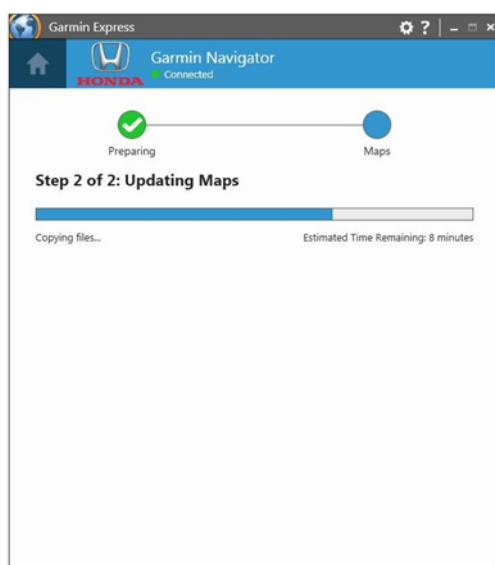 Garmin Express
?
HONDA
Garmin Navigator
Connected
Preparing
Maps
Step 2 of 2: Updating Maps
Copying files...
Estimated Time Remaining: 8 minutes